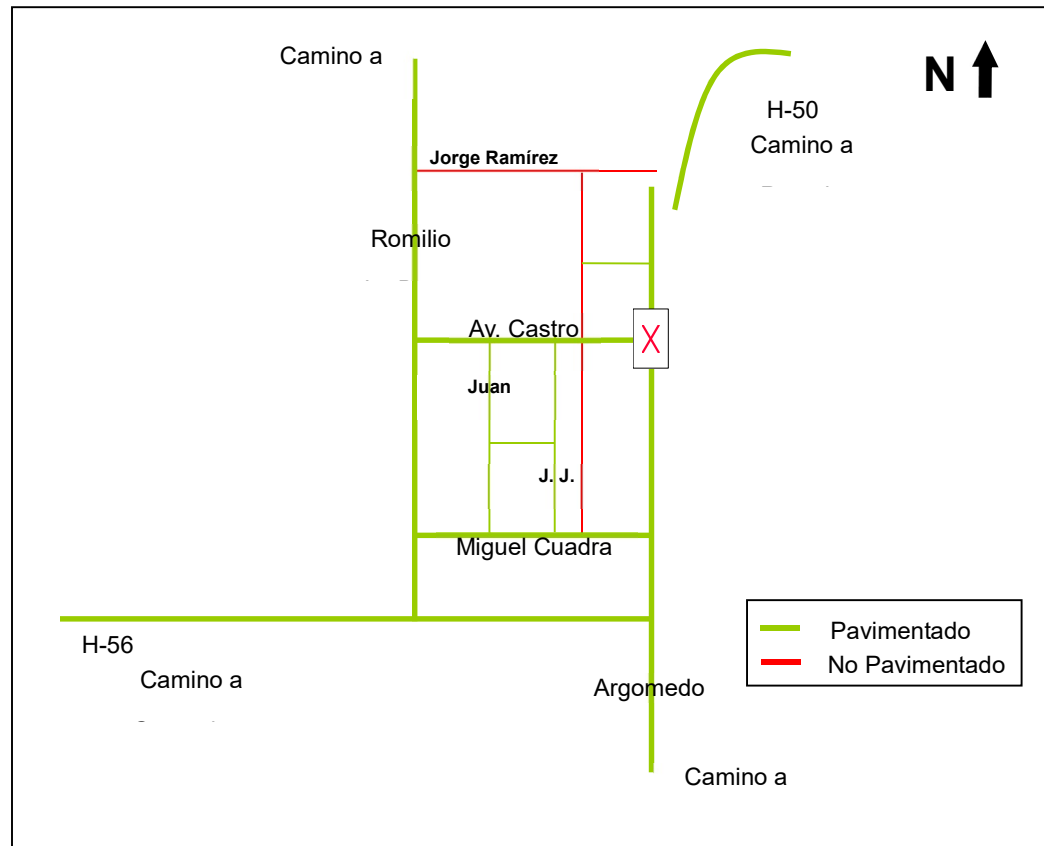 Camino a
N
H-50
Camino a
Jorge Ramírez
Romilio
Av. Castro
X
Juan
J. J.
Miguel Cuadra
H-56
Camino a
Pavimentado
No Pavimentado
Argomedo
Camino a